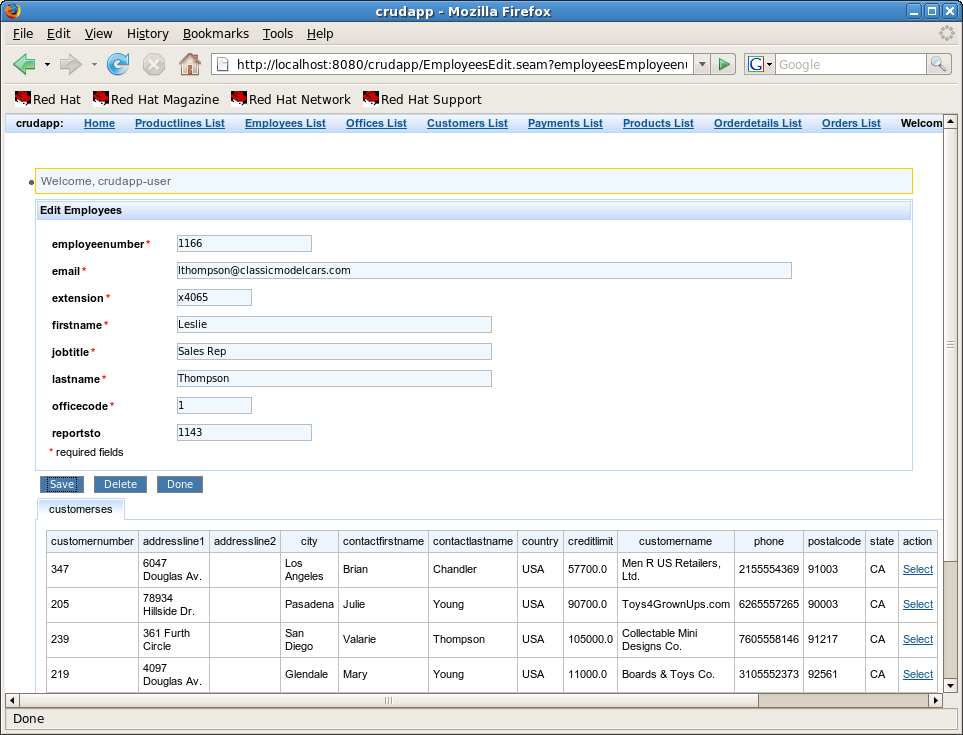 crudapp - Mozilla Firefox
File Edit View History Bookmarks Tools Help
http://localhost:8080/crudapp/EmployeesEdit.seam?employeesEmployeen
G Google
Red Hat Red Hat Magazine Red Hat Network Red Hat Support
crudapp: Home Productlines List Employees List Offices List Customers List Payments List Products List Orderdetails List Orders List Welcom
Welcome, crudapp-user
Edit Employees
employeenumber* 1166
email* lthompson@classicmodelcars.com
extension* x4065
firstname* Leslie
jobtitle* Sales Rep
lastname* Thompson
officecode* 1
reportsto 1143
* required fields
Save Delete Done
customerses
customernumber addressline1 addressline2 city contactfirstname contactlastname country creditlimit customername phone postalcode state action
347 6047 Douglas Av. Los Angeles Brian Chandler USA 57700.0 Men R US Retailers, Ltd. 2155554369 91003 CA Select
205 78934 Hillside Dr. Pasadena Julie Young USA 90700.0 Toys4GrownUps.com 6265557265 90003 CA Select
239 361 Furth Circle San Diego Valarie Thompson USA 105000.0 Collectable Mini Designs Co. 7605558146 91217 CA Select
219 4097 Douglas Av. Glendale Mary Young USA 11000.0 Boards & Toys Co. 3105552373 92561 CA Select
Done